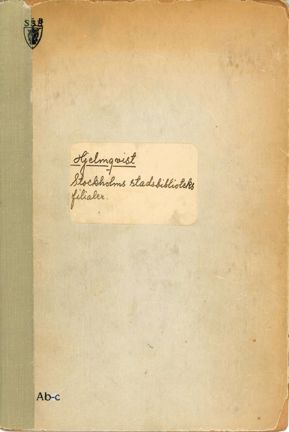 SSB
Hjelmqvist
Stockholms stadsbiblioteks
filialer.
Ab-c